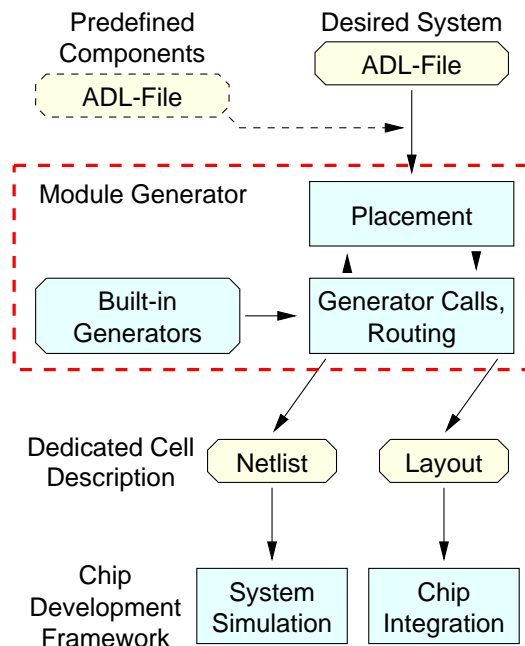 Predefined
Components
Desired System
ADL-File
ADL-File
Module Generator
Placement
Built-in
Generators
Generator Calls,
Routing
Dedicated Cell
Description
Netlist
Layout
Chip
Development
Framework
System
Simulation
Chip
Integration